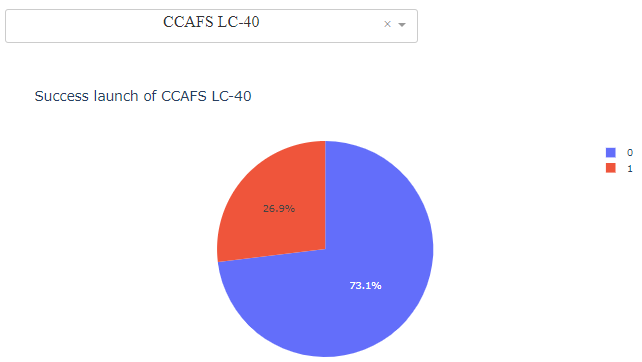 CCAFS LC-40
Success launch of CCAFS LC-40
0
1
26.9%
73.1%